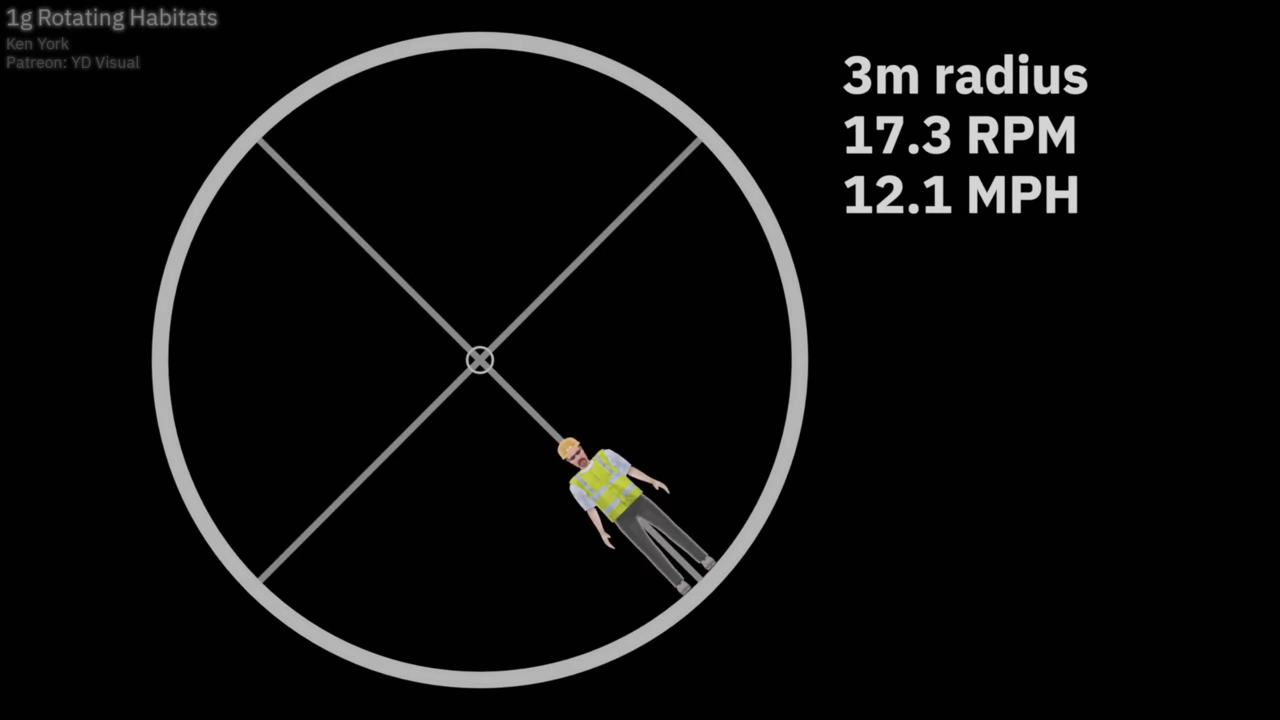 1g Rotating Habitats
Ken York
Patreon: YD Visual
3m radius
17.3 RPM
12.1 MPH